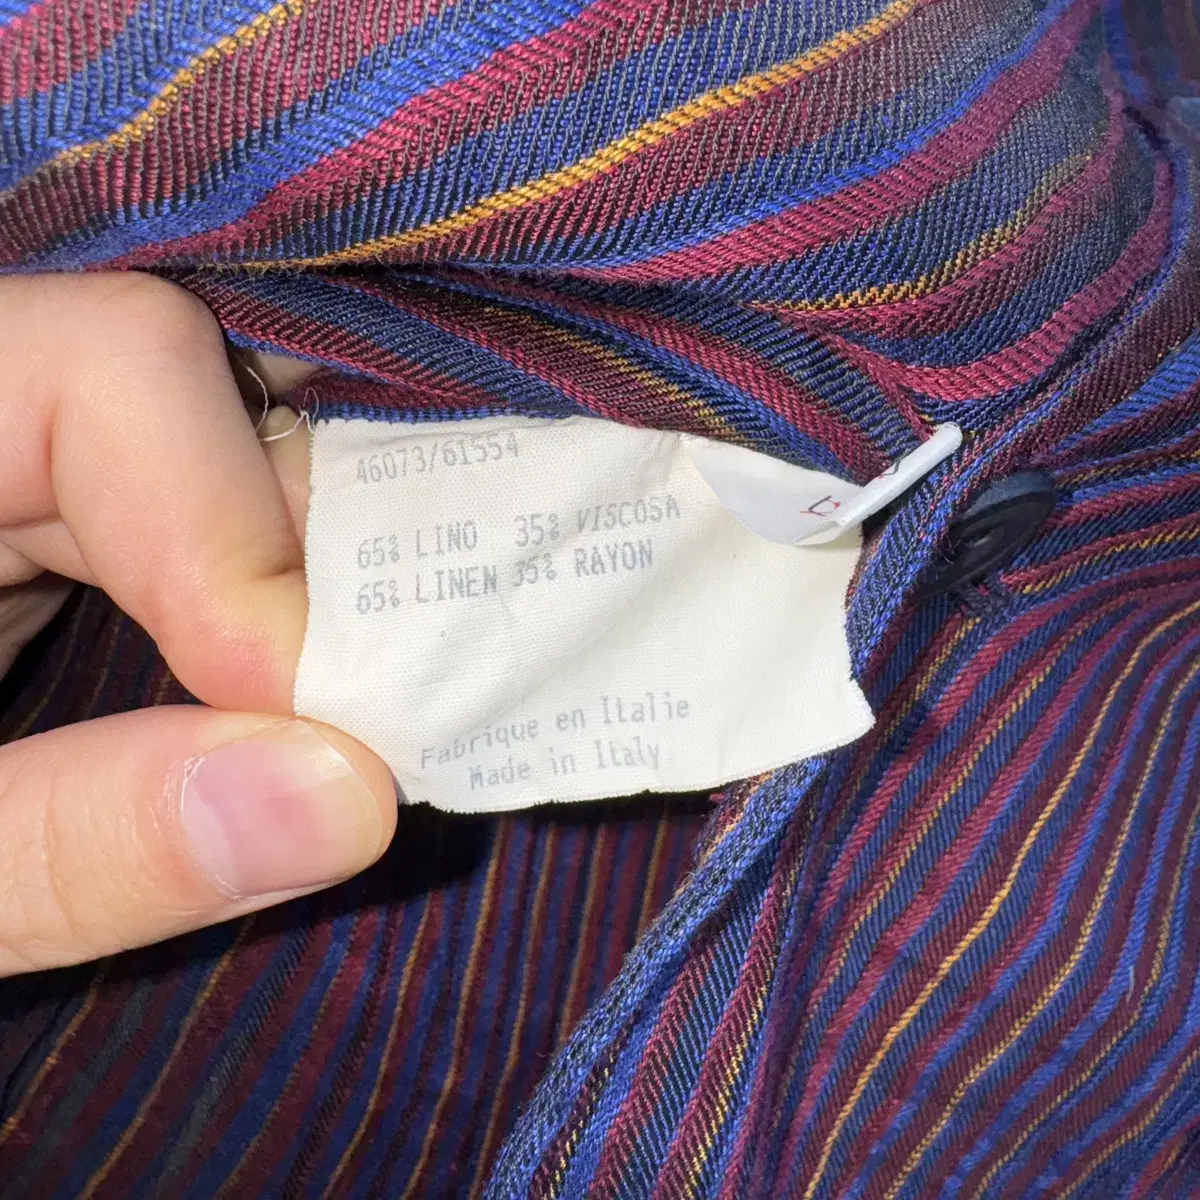 46073/61554
65% LINO 35% VISCOSA
65% LINEN 35% RAYON
Fabrique en Italie
Made in Italy